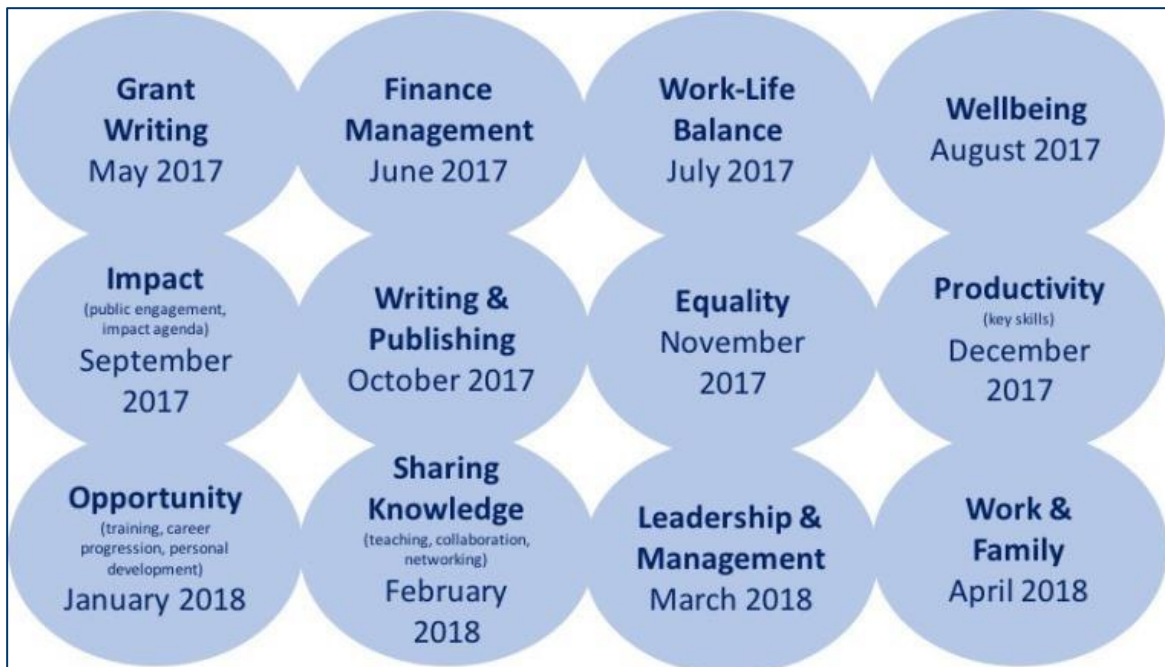 Grant
Writing
May 2017
Finance
Management
June 2017
Work-Life
Balance
July 2017
Wellbeing
August 2017
Impact
(public engagement,
impact agenda)
September
2017
Writing &
Publishing
October 2017
Equality
November
2017
Productivity
(key skills)
December
2017
Opportunity
(training, career
progression, personal
development)
January 2018
Sharing
Knowledge
(teaching, collaboration,
networking)
February
2018
Leadership &
Management
March 2018
Work &
Family
April 2018